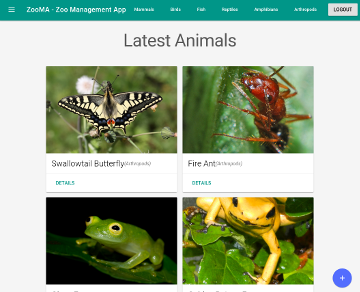 ZooMA - Zoo Management App
Mammals
Birds
Fish
Reptiles
Amphibians
Arthropods
LOGOUT
Latest Animals
Swallowtail Butterfly(Arthropods)
Fire Ant(Arthropods)
DETAILS
DETAILS